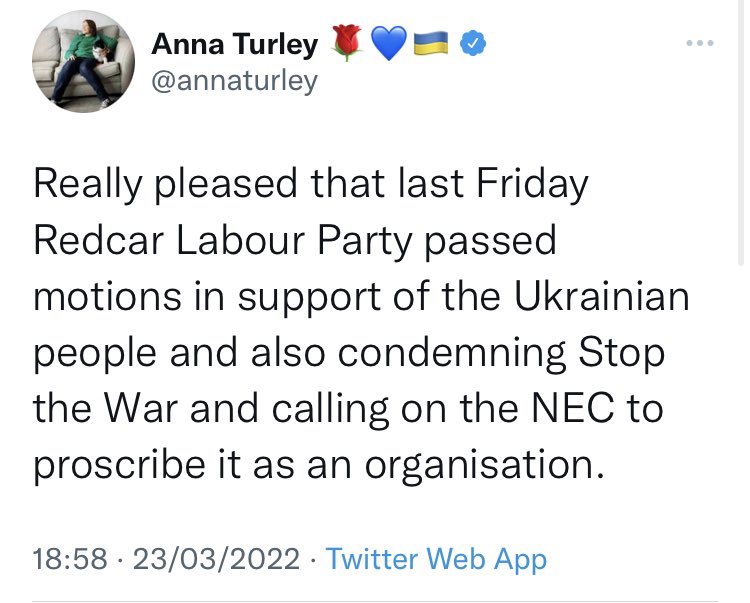 Anna Turley 🌹💙🇺🇦
@annaturley
Really pleased that last Friday
Redcar Labour Party passed
motions in support of the Ukrainian
people and also condemning Stop
the War and calling on the NEC to
proscribe it as an organisation.
18:58 · 23/03/2022 · Twitter Web App